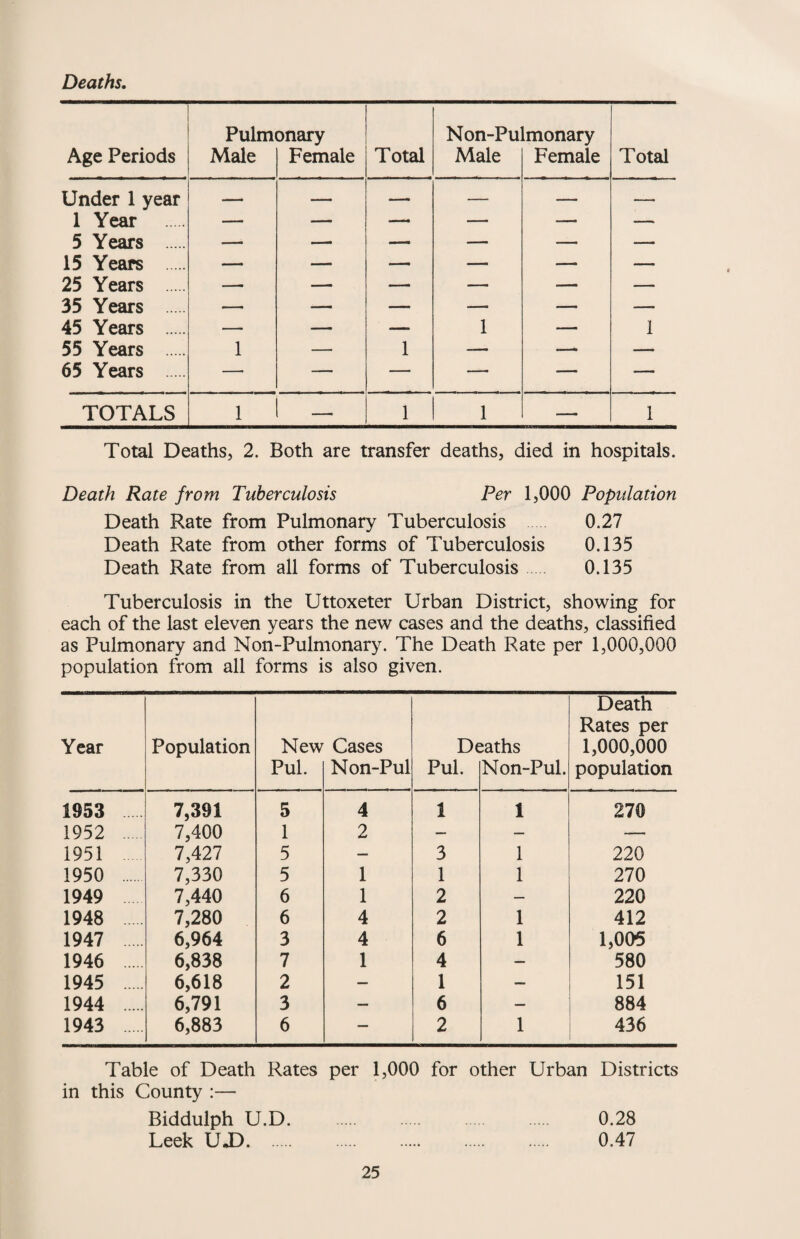 Deaths.
Age Periods | Pulmonary Male | Pulmonary Female | Total | Non-Pulmonary Male | Non-Pulmonary Female | Total
Under 1 year | — | — | — | — | — | —
1 Year ..... | — | — | — | — | — | —
5 Years ..... | — | — | — | — | — | —
15 Years ..... | — | — | — | — | — | —
25 Years ..... | — | — | — | — | — | —
35 Years ..... | — | — | — | — | — | —
45 Years ..... | — | — | — | 1 | — | 1
55 Years ..... | 1 | — | 1 | — | — | —
65 Years ..... | — | — | — | — | — | —
TOTALS | 1 | — | 1 | 1 | — | 1
Total Deaths, 2. Both are transfer deaths, died in hospitals.
Death Rate from Tuberculosis Per 1,000 Population
Death Rate from Pulmonary Tuberculosis ..... 0.27
Death Rate from other forms of Tuberculosis 0.135
Death Rate from all forms of Tuberculosis ..... 0.135
Tuberculosis in the Uttoxeter Urban District, showing for
each of the last eleven years the new cases and the deaths, classified
as Pulmonary and Non-Pulmonary. The Death Rate per 1,000,000
population from all forms is also given.
Year | Population | New Cases Pul. | New Cases Non-Pul | Deaths Pul. | Deaths Non-Pul. | Death Rates per 1,000,000 population
1953 ..... | 7,391 | 5 | 4 | 1 | 1 | 270
1952 ..... | 7,400 | 1 | 2 | – | – | —
1951 ..... | 7,427 | 5 | – | 3 | 1 | 220
1950 ..... | 7,330 | 5 | 1 | 1 | 1 | 270
1949 ..... | 7,440 | 6 | 1 | 2 | – | 220
1948 ..... | 7,280 | 6 | 4 | 2 | 1 | 412
1947 ..... | 6,964 | 3 | 4 | 6 | 1 | 1,005
1946 ..... | 6,838 | 7 | 1 | 4 | – | 580
1945 ..... | 6,618 | 2 | – | 1 | – | 151
1944 ..... | 6,791 | 3 | – | 6 | – | 884
1943 ..... | 6,883 | 6 | – | 2 | 1 | 436
Table of Death Rates per 1,000 for other Urban Districts
in this County :—
Biddulph U.D. ..... ..... ..... ..... 0.28
Leek U.D. ..... ..... ..... ..... ..... 0.47
25